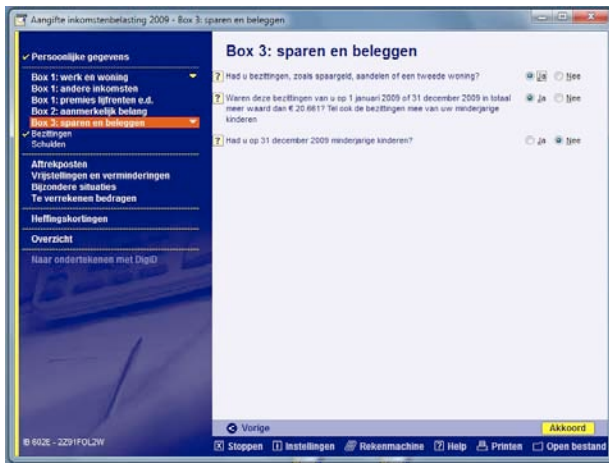 Aangifte inkomstenbelasting 2009 - Box 3: sparen en beleggen
Persoonlijke gegevens
Box 1: werk en woning
Box 1: andere inkomsten
Box 1: premies lijfrenten e.d.
Box 2: aanmerkelijk belang
Box 3: sparen en beleggen
Bezittingen
Schulden
Aftrekposten
Vrijstellingen en verminderingen
Bijzondere situaties
Te verrekenen bedragen
Heffingskortingen
Overzicht
Naar ondertekenen met DigiD
IB 602E - 2Z91FOL2W
Box 3: sparen en beleggen
? Had u bezittingen, zoals spaargeld, aandelen of een tweede woning? Ja Nee
? Waren deze bezittingen van u op 1 januari 2009 of 31 december 2009 in totaal Ja Nee
meer waard dan € 20.661? Tel ook de bezittingen mee van uw minderjarige
kinderen
? Had u op 31 december 2009 minderjarige kinderen? Ja Nee
Vorige Akkoord
Stoppen Instellingen Rekenmachine Help Printen Open bestand